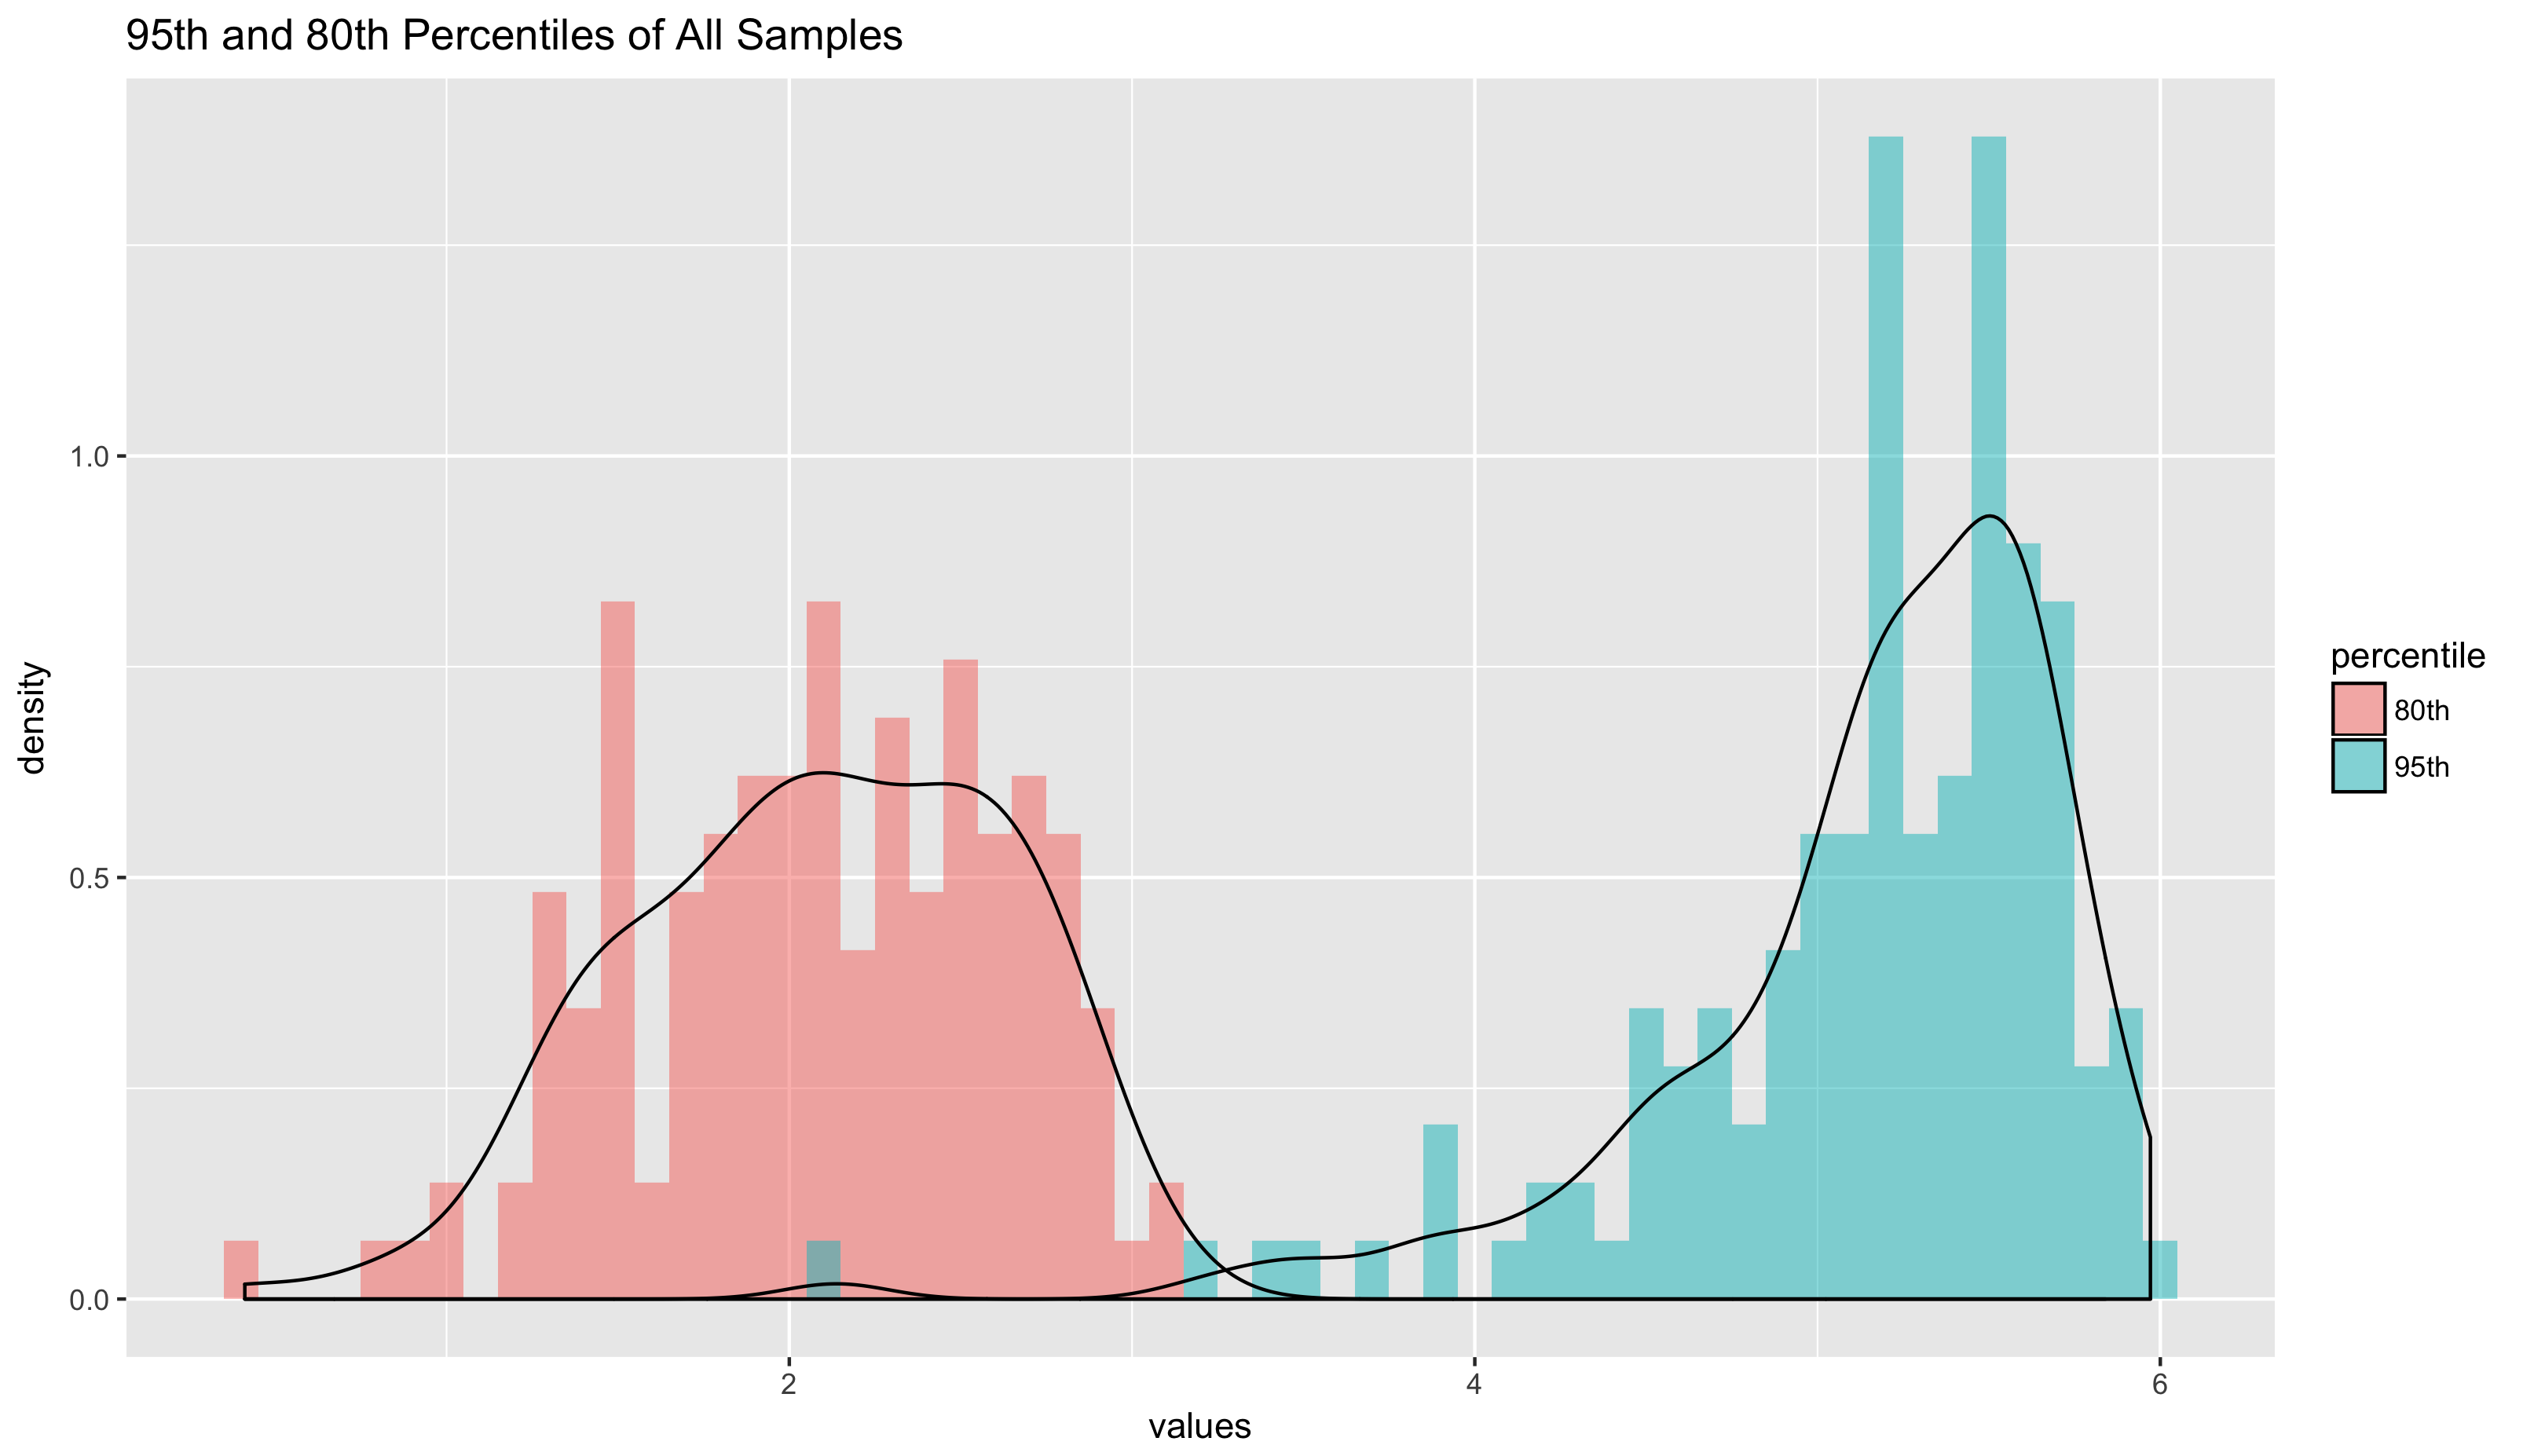 95th and 80th Percentiles of All Samples
density
1.0
0.5
0.0
2
4
6
values
percentile
80th
95th